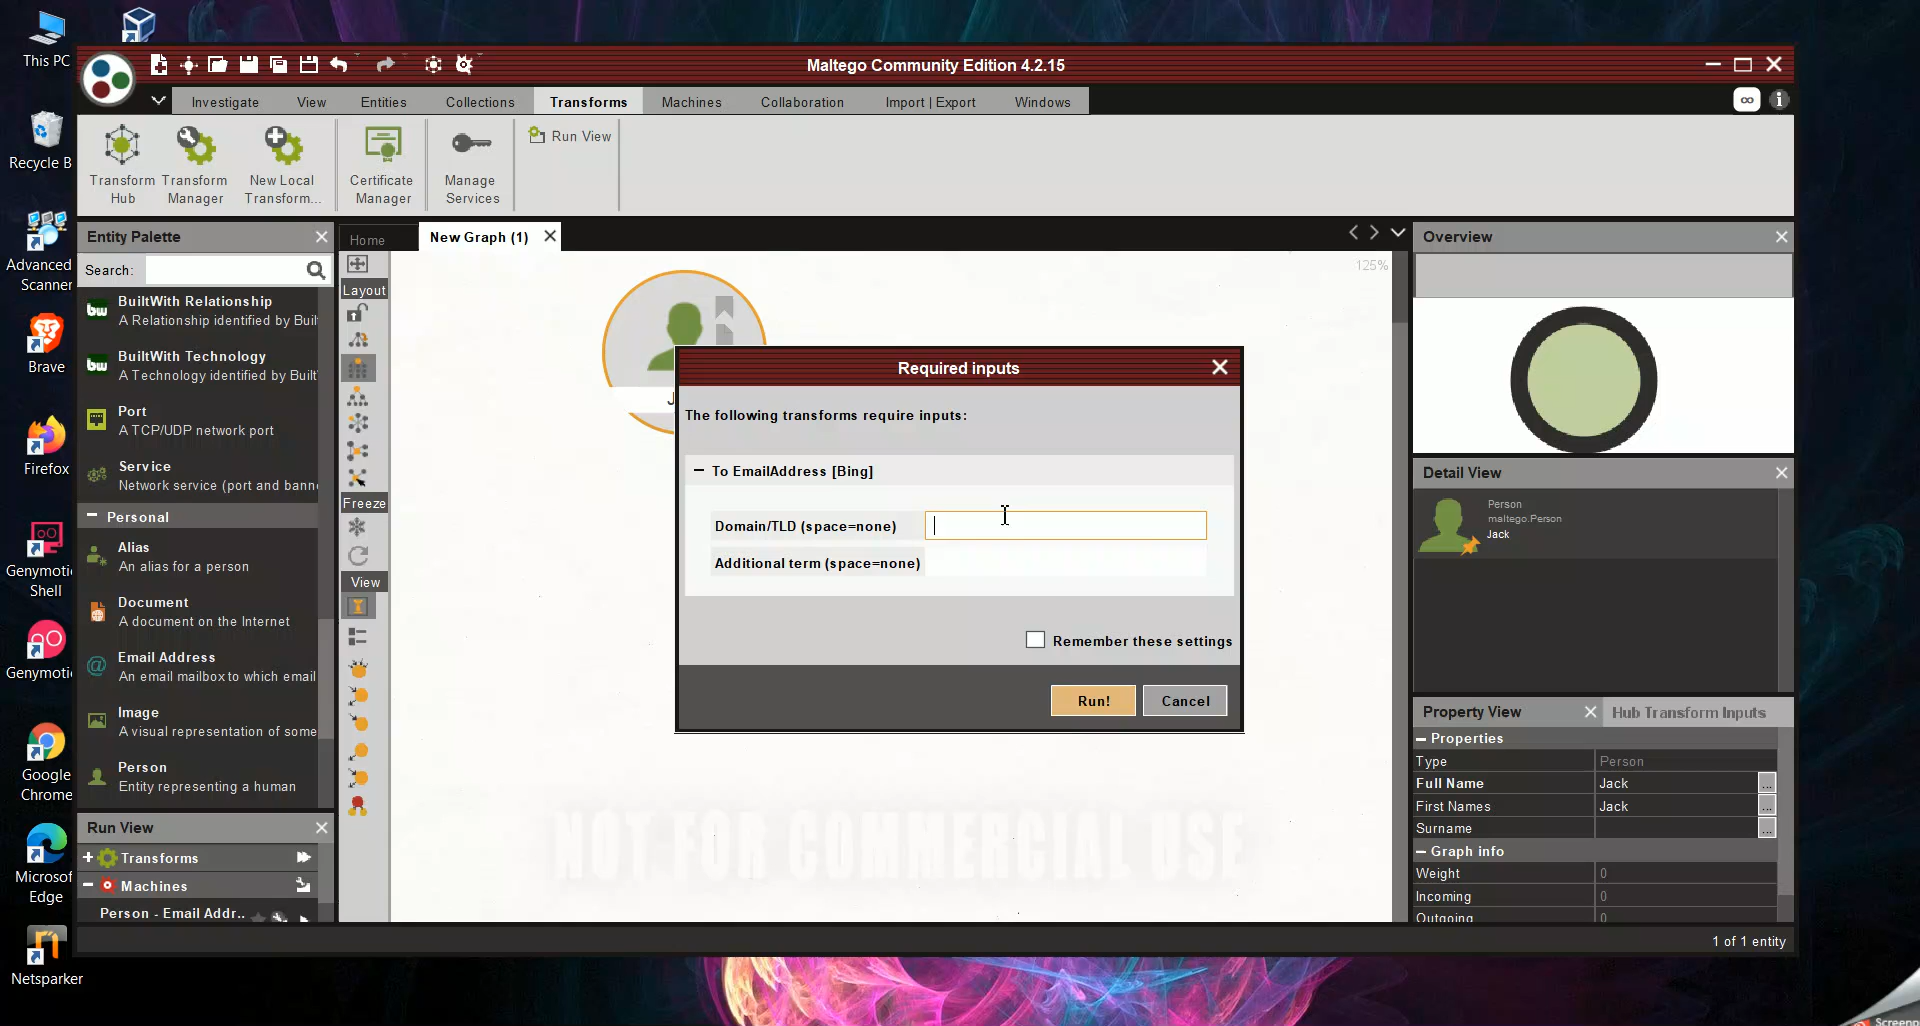 This PC
Recycle B
Advanced
Scanner
Brave
Firefox
Genymoti
Shell
Genymotic
Google
Chrome
Microsof
Edge
Netsparker
Maltego Community Edition 4.2.15
Investigate View Entities Collections Transforms Machines Collaboration Import | Export Windows
Transform
Hub
Transform
Manager
New Local
Transform...
Certificate
Manager
Manage
Services
Run View
Entity Palette
Search:
BuiltWith Relationship
A Relationship identified by Buil
BuiltWith Technology
A Technology identified by Built
Port
A TCP/UDP network port
Service
Network service (port and bann
Personal
Alias
An alias for a person
Document
A document on the Internet
Email Address
An email mailbox to which email
Image
A visual representation of some
Person
Entity representing a human
Run View
Transforms
Machines
Person - Email Addr..
Home
New Graph (1)
Layout
Freeze
View
125%
J
Required inputs
The following transforms require inputs:
To EmailAddress [Bing]
Domain/TLD (space=none)
Additional term (space=none)
Remember these settings
Run!
Cancel
NOT FOR COMMERCIAL USE
Overview
Detail View
Person
maltego.Person
Jack
Property View
Hub Transform Inputs
Properties
Type Person
Full Name Jack
First Names Jack
Surname
Graph info
Weight 0
Incoming 0
Outgoing 0
1 of 1 entity